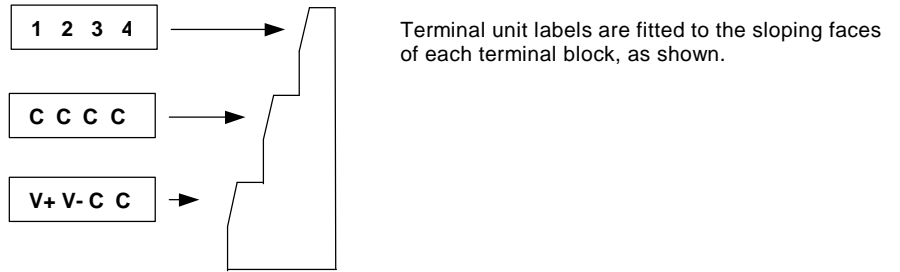 1 2 3 4
Terminal unit labels are fitted to the sloping faces
of each terminal block, as shown.
C C C C
V+ V- C C